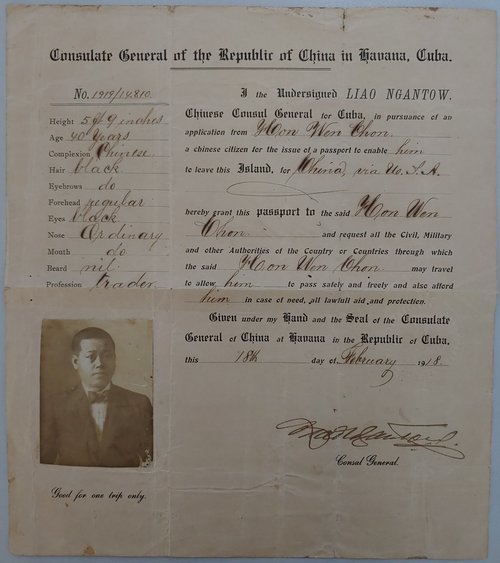 Consulate General of the Republic of China in Havana, Cuba.
No. 1919/14.810.
Height 5 ft 9 inches
Age 40 Years
Complexion Chinese
Hair black
Eyebrows do
Forehead regular
Eyes black
Nose Ordinary
Mouth do
Beard nil
Profession trader
Good for one trip only.
I the Undersigned LIAO NGANTOW.
Chinese Consul General for Cuba, in pursuance of an
application from Hon Wen Chon.
a chinese citizen for the issue of a passport to enable him
to leave this Island, for China, via U.S.A.
hereby grant this passport to the said Hon Wen
Chon. and request all the Civil, Military
and other Authorities of the Country or Countries through which
the said Hon Wen Chon may travel
to allow him to pass safely and freely and also afford
him in case of need, all lawfull aid and protection.
Given under my Hand and the Seal of the Consulate
General of China at Havana in the Republic of Cuba,
this 18th day of February 1918.
Consul General.